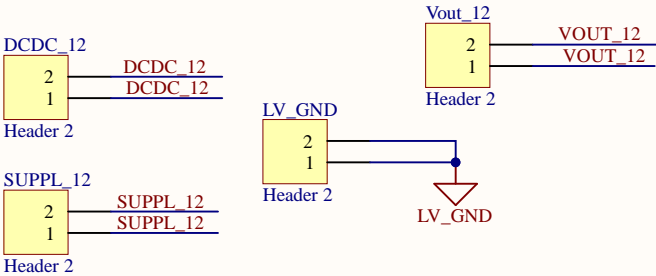 Vout_12
2 VOUT_12
1 VOUT_12
Header 2
DCDC_12
2 DCDC_12
1 DCDC_12
Header 2
LV_GND
2
1
Header 2
LV_GND
SUPPL_12
2 SUPPL_12
1 SUPPL_12
Header 2